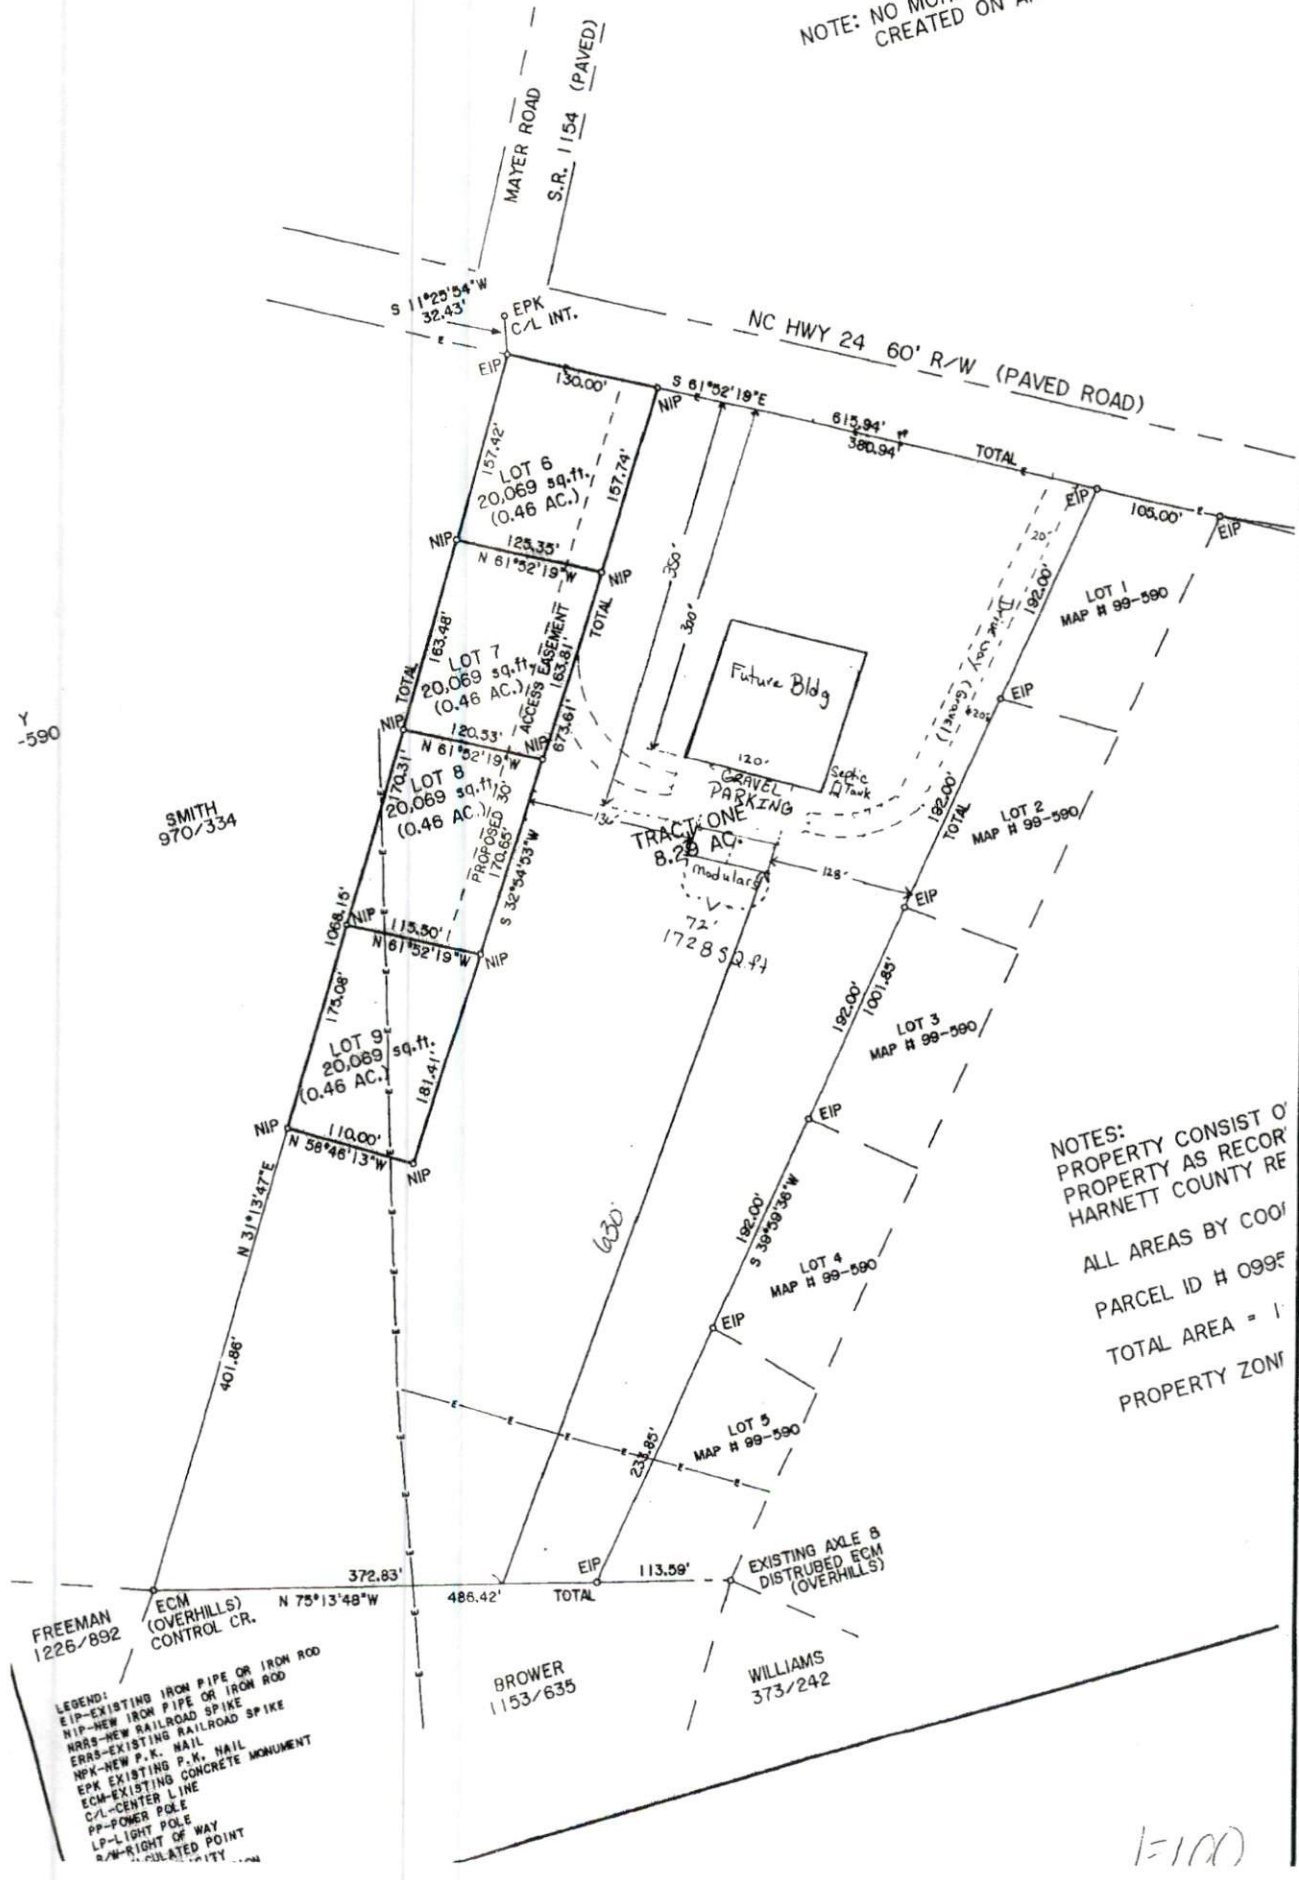 NOTE: NO
CREATED ON
MAYER ROAD
S.R. 1154 (PAVED)
S 11°25'54"W
32.43'
EPK
C/L INT.
NC HWY 24 60' R/W (PAVED ROAD)
E
EIP
130.00'
S 61°52'19"E
NIP
E
615.94'
380.94'
PP
TOTAL
E
EIP
105.00'
E
EIP
157.42'
LOT 6
20,069 sq.ft.
(0.46 AC.)
157.74'
NIP
125.35'
N 61°52'19"W
NIP
20'
192.00'
LOT 1
MAP # 99-590
350'
300'
Drive way (Gravel)
20'
163.48'
TOTAL
LOT 7
20,069 sq.ft.
(0.46 AC.)
ACCESS EASEMENT
163.81'
TOTAL
673.61'
Future Bldg
EIP
Y
-590
NIP
120.53'
N 61°52'19"W
NIP
120'
GRAVEL
PARKING
Septic
Tank
170.31'
LOT 8
20,069 sq.ft.
(0.46 AC.)
PROPOSED 30'
170.65'
192.00'
TOTAL
LOT 2
MAP # 99-590
SMITH
970/334
136'
TRACT ONE
8.29 AC.
modulars
128'
S 32°54'53"W
72'
1728 SQ.ft
EIP
1068.15'
NIP
115.50'
N 61°52'19"W
NIP
175.08'
LOT 9
20,069 sq.ft.
(0.46 AC.)
181.41'
192.00'
1001.85'
LOT 3
MAP # 99-590
NIP
110.00'
N 58°46'13"W
NIP
EIP
N 31°13'47"E
630'
192.00'
S 39°59'36"W
LOT 4
MAP # 99-590
NOTES:
PROPERTY CONSIST
PROPERTY AS
HARNETT COUNTY
ALL AREAS BY
PARCEL ID # 099
TOTAL AREA = 1
PROPERTY
401.86'
EIP
E
E
E
E
E
E
233.85'
LOT 5
MAP # 99-590
372.83'
N 75°13'48"W
486.42'
EIP
TOTAL
113.59'
EXISTING AXLE &
DISTRUBED ECM
(OVERHILLS)
ECM
(OVERHILLS)
CONTROL CR.
FREEMAN
1226/892
BROWER
1153/635
WILLIAMS
373/242
LEGEND:
EIP-EXISTING IRON PIPE OR IRON ROD
NIP-NEW IRON PIPE OR IRON ROD
NRRS-NEW RAILROAD SPIKE
ERRS-EXISTING RAILROAD SPIKE
NPK-NEW P.K. NAIL
EPK EXISTING P.K. NAIL
ECM-EXISTING CONCRETE MONUMENT
C/L-CENTER LINE
PP-POWER POLE
LP-LIGHT POLE
R/W-RIGHT OF WAY
POINT
1=100